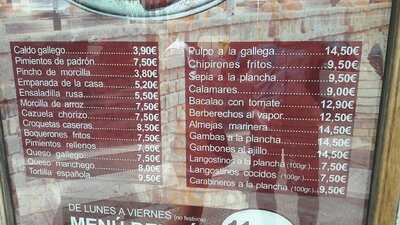 Caldo gallego 3,90€
Pimientos de padrón 7,50€
Pincho de morcilla 3,80€
Empanada de la casa 5,20€
Ensaladilla rusa 5,50€
Morcilla de arroz 7,50€
Cazuela chorizo 7,50€
Croquetas caseras 8,50€
Boquerones fritos 7,50€
Pimientos rellenos 7,50€
Queso gallego 7,50€
Queso manchego 8,00€
Tortilla española 9,50€
Pulpo a la gallega 14,50€
Chipirones fritos 9,50€
Sepia a la plancha 9,50€
Calamares 9,00€
Bacalao con tomate 12,90€
Berberechos al vapor 12,50€
Almejas marinera 14,50€
Gambas a la plancha 14,50€
Gambones al ajillo 14,50€
Langostinos a la plancha (100gr.) 7,50€
Langostinos cocidos (100gr.) 7,50€
Carabineros a la plancha (100gr.) 9,50€
DE LUNES A VIERNES (no festivos)
MENÚ